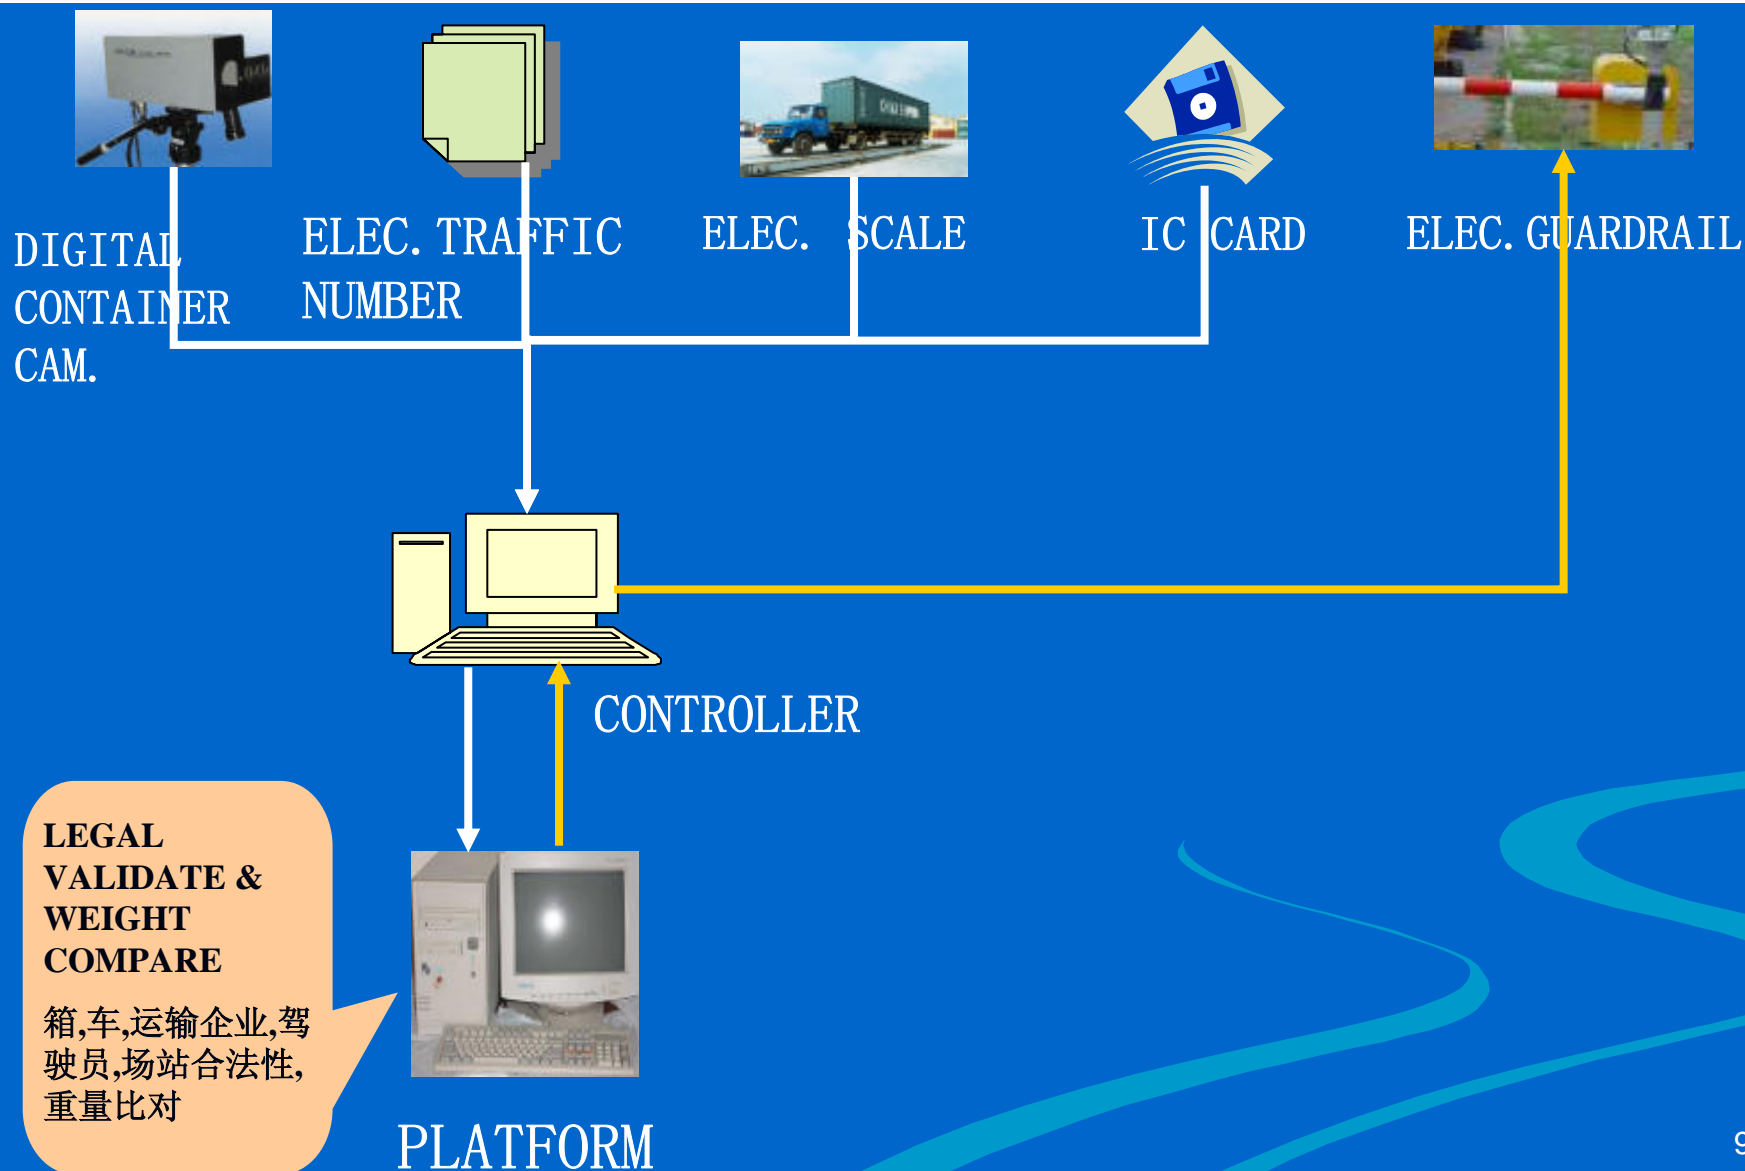 DIGITAL
CONTAINER
CAM.
ELEC. TRAFFIC
NUMBER
ELEC. SCALE
IC CARD
ELEC. GUARDRAIL
CONTROLLER
LEGAL
VALIDATE &
WEIGHT
COMPARE
箱,车,运输企业,驾
驶员,场站合法性,
重量比对
PLATFORM
9